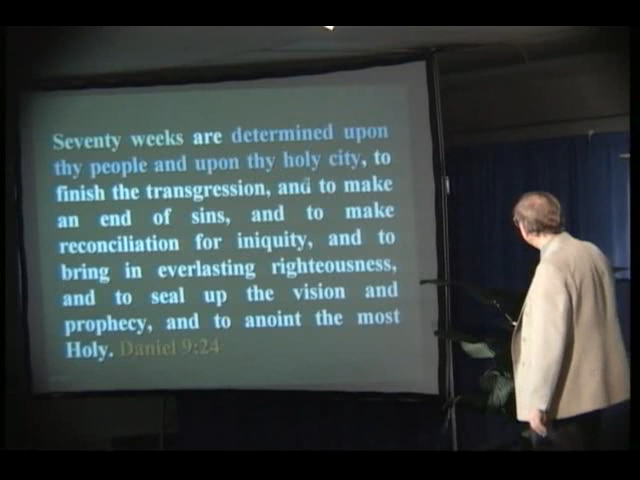 Seventy weeks are determined upon
thy people and upon thy holy city, to
finish the transgression, and to make
an end of sins, and to make
reconciliation for iniquity, and to
bring in everlasting righteousness,
and to seal up the vision and
prophecy, and to anoint the most
Holy. Daniel 9:24